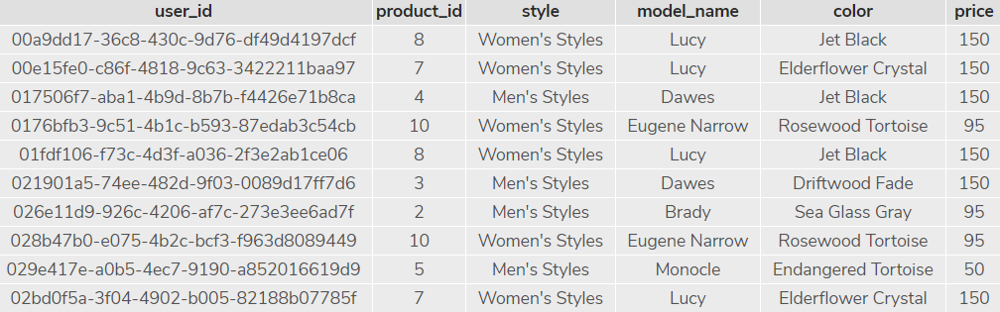 user_id product_id style model_name color price
00a9dd17-36c8-430c-9d76-df49d4197dcf 8 Women's Styles Lucy Jet Black 150
00e15fe0-c86f-4818-9c63-3422211baa97 7 Women's Styles Lucy Elderflower Crystal 150
017506f7-aba1-4b9d-8b7b-f4426e71b8ca 4 Men's Styles Dawes Jet Black 150
0176bfb3-9c51-4b1c-b593-87edab3c54cb 10 Women's Styles Eugene Narrow Rosewood Tortoise 95
01fdf106-f73c-4d3f-a036-2f3e2ab1ce06 8 Women's Styles Lucy Jet Black 150
021901a5-74ee-482d-9f03-0089d17ff7d6 3 Men's Styles Dawes Driftwood Fade 150
026e11d9-926c-4206-af7c-273e3ee6ad7f 2 Men's Styles Brady Sea Glass Gray 95
028b47b0-e075-4b2c-bcf3-f963d8089449 10 Women's Styles Eugene Narrow Rosewood Tortoise 95
029e417e-a0b5-4ec7-9190-a852016619d9 5 Men's Styles Monocle Endangered Tortoise 50
02bd0f5a-3f04-4902-b005-82188b07785f 7 Women's Styles Lucy Elderflower Crystal 150